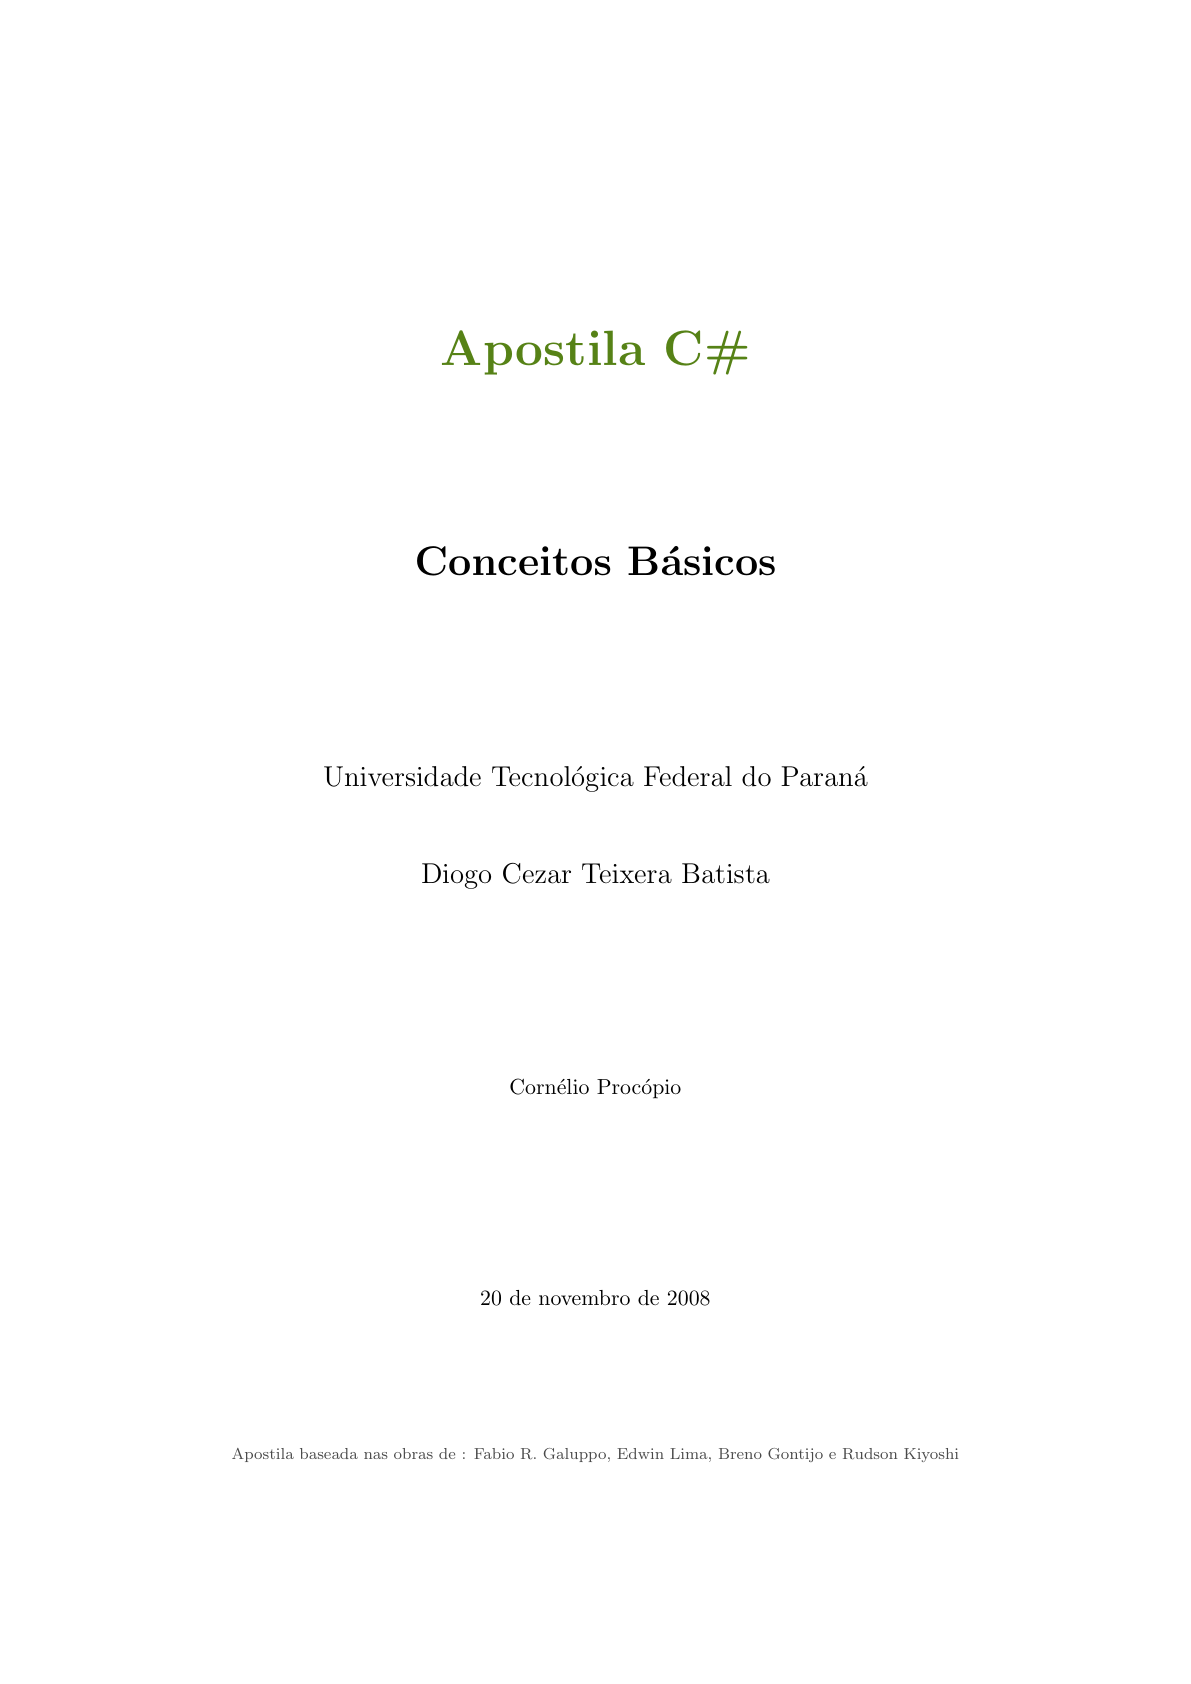 Apostila C#
Conceitos Básicos
Universidade Tecnológica Federal do Paraná
Diogo Cezar Teixera Batista
Cornélio Procópio
20 de novembro de 2008
Apostila baseada nas obras de : Fabio R. Galuppo, Edwin Lima, Breno Gontijo e Rudson Kiyoshi